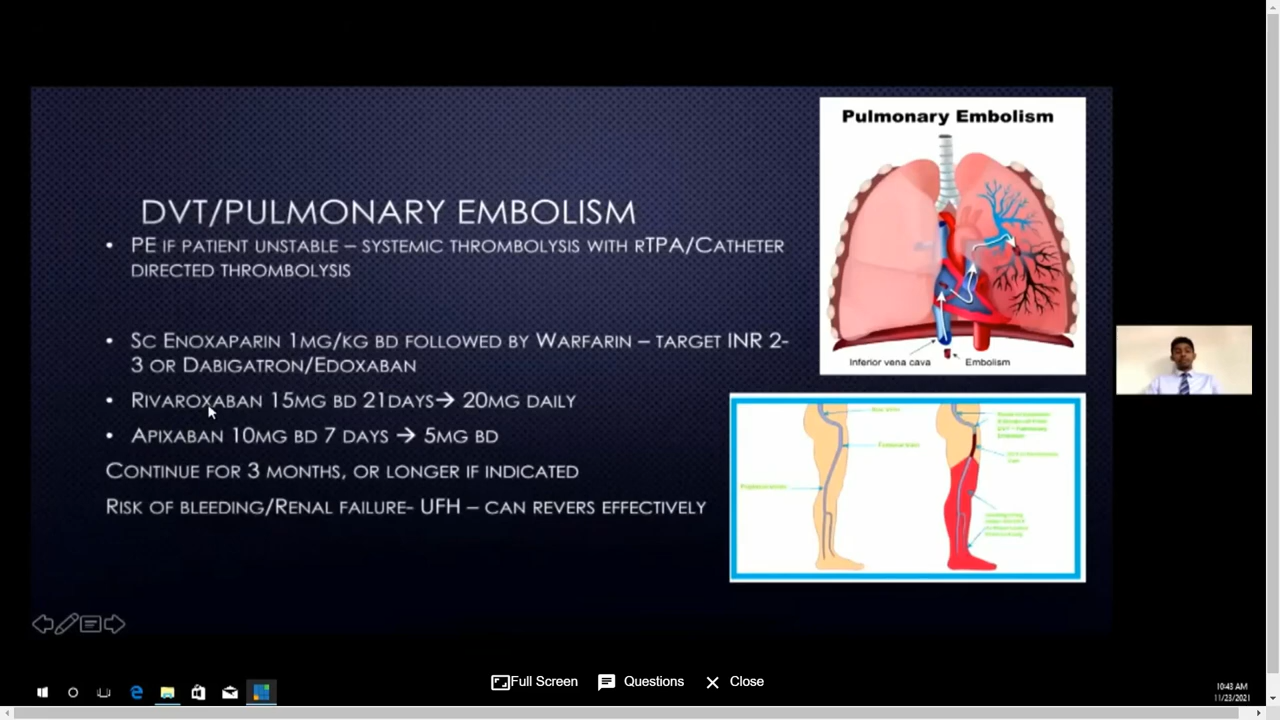 Pulmonary Embolism
DVT/PULMONARY EMBOLISM
• PE IF PATIENT UNSTABLE – SYSTEMIC THROMBOLYSIS WITH RTPA/CATHETER
DIRECTED THROMBOLYSIS
• SC ENOXAPARIN 1MG/KG BD FOLLOWED BY WARFARIN – TARGET INR 2-
3 OR DABIGATRON/EDOXABAN
• RIVAROXABAN 15MG BD 21DAYS→ 20MG DAILY
• APIXABAN 10MG BD 7 DAYS → 5MG BD
CONTINUE FOR 3 MONTHS, OR LONGER IF INDICATED
RISK OF BLEEDING/RENAL FAILURE- UFH – CAN REVERS EFFECTIVELY
Inferior vena cava
Embolism
Full Screen
Questions
Close
10:43 AM
11/23/2021